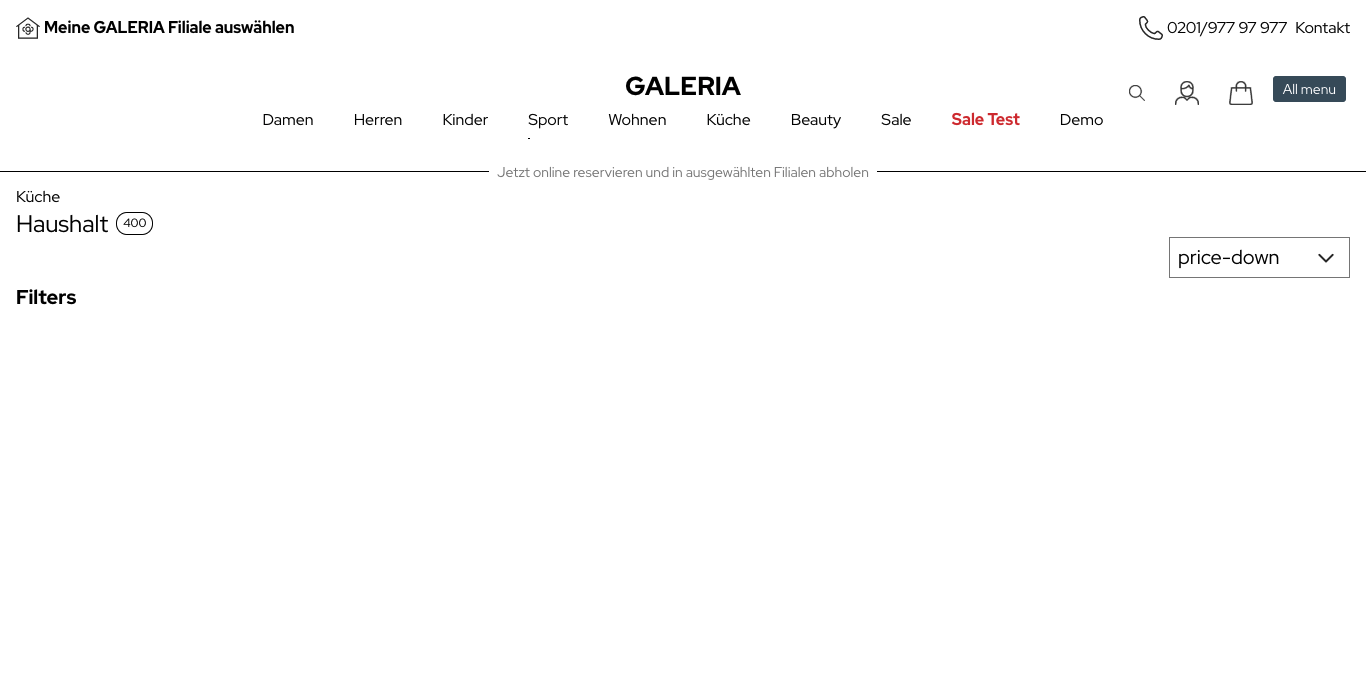 Meine GALERIA Filiale auswählen
0201/977 97 977 Kontakt
GALERIA
All menu
Damen Herren Kinder Sport Wohnen Küche Beauty Sale Sale Test Demo
Jetzt online reservieren und in ausgewählten Filialen abholen
Küche
Haushalt 400
price-down
Filters